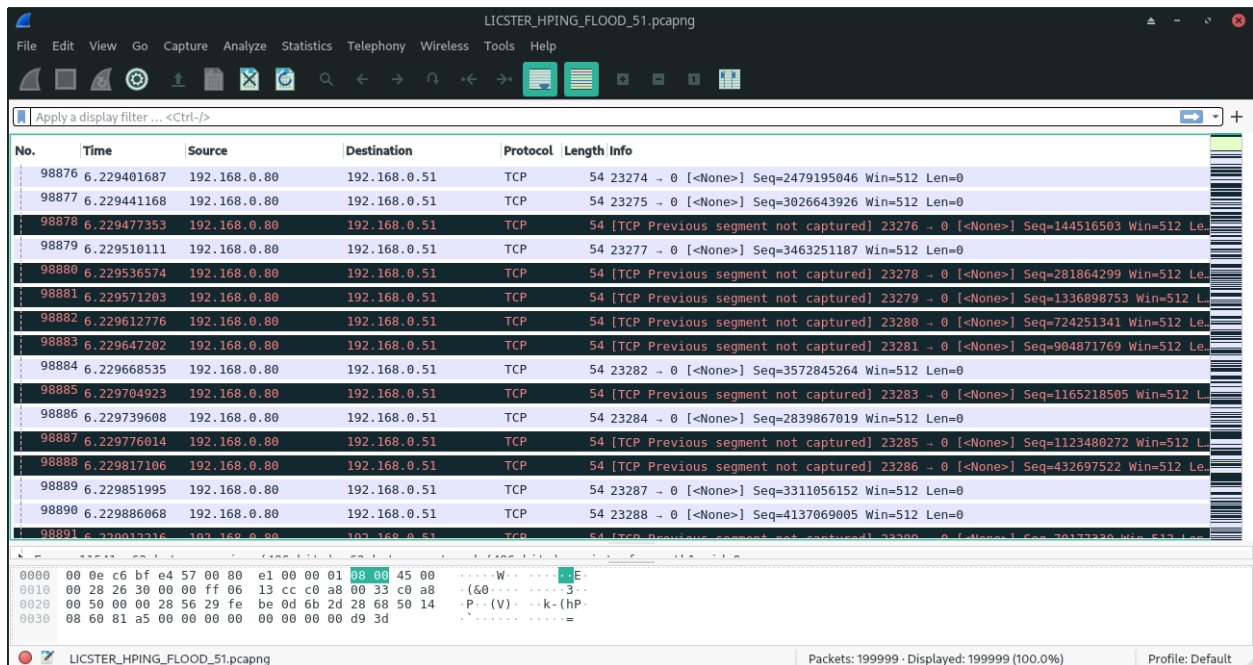 LICSTER_HPING_FLOOD_51.pcapng
File Edit View Go Capture Analyze Statistics Telephony Wireless Tools Help
Apply a display filter … <Ctrl-/>
No. Time Source Destination Protocol Length Info
98876 6.229401687 192.168.0.80 192.168.0.51 TCP 54 23274 → 0 [<None>] Seq=2479195046 Win=512 Len=0
98877 6.229441168 192.168.0.80 192.168.0.51 TCP 54 23275 → 0 [<None>] Seq=3026643926 Win=512 Len=0
98878 6.229477353 192.168.0.80 192.168.0.51 TCP 54 [TCP Previous segment not captured] 23276 → 0 [<None>] Seq=144516503 Win=512 Le…
98879 6.229510111 192.168.0.80 192.168.0.51 TCP 54 23277 → 0 [<None>] Seq=3463251187 Win=512 Len=0
98880 6.229536574 192.168.0.80 192.168.0.51 TCP 54 [TCP Previous segment not captured] 23278 → 0 [<None>] Seq=281864299 Win=512 Le…
98881 6.229571203 192.168.0.80 192.168.0.51 TCP 54 [TCP Previous segment not captured] 23279 → 0 [<None>] Seq=1336898753 Win=512 L…
98882 6.229612776 192.168.0.80 192.168.0.51 TCP 54 [TCP Previous segment not captured] 23280 → 0 [<None>] Seq=724251341 Win=512 Le…
98883 6.229647202 192.168.0.80 192.168.0.51 TCP 54 [TCP Previous segment not captured] 23281 → 0 [<None>] Seq=904871769 Win=512 Le…
98884 6.229668535 192.168.0.80 192.168.0.51 TCP 54 23282 → 0 [<None>] Seq=3572845264 Win=512 Len=0
98885 6.229704923 192.168.0.80 192.168.0.51 TCP 54 [TCP Previous segment not captured] 23283 → 0 [<None>] Seq=1165218505 Win=512 L…
98886 6.229739608 192.168.0.80 192.168.0.51 TCP 54 23284 → 0 [<None>] Seq=2839867019 Win=512 Len=0
98887 6.229776014 192.168.0.80 192.168.0.51 TCP 54 [TCP Previous segment not captured] 23285 → 0 [<None>] Seq=1123480272 Win=512 L…
98888 6.229817106 192.168.0.80 192.168.0.51 TCP 54 [TCP Previous segment not captured] 23286 → 0 [<None>] Seq=432697522 Win=512 Le…
98889 6.229851995 192.168.0.80 192.168.0.51 TCP 54 23287 → 0 [<None>] Seq=3311056152 Win=512 Len=0
98890 6.229886068 192.168.0.80 192.168.0.51 TCP 54 23288 → 0 [<None>] Seq=4137069005 Win=512 Len=0
98891
0000 00 0e c6 bf e4 57 00 80 e1 00 00 01 08 00 45 00 ·····W·· ······E·
0010 00 28 26 30 00 00 ff 06 13 cc c0 a8 00 33 c0 a8 ·(&0···· ·····3··
0020 00 50 00 00 28 56 29 fe be 0d 6b 2d 28 68 50 14 ·P··(V)· ··k-(hP·
0030 08 60 81 a5 00 00 00 00 00 00 00 00 d9 3d ·`······ ·····=
LICSTER_HPING_FLOOD_51.pcapng Packets: 199999 · Displayed: 199999 (100.0%) Profile: Default